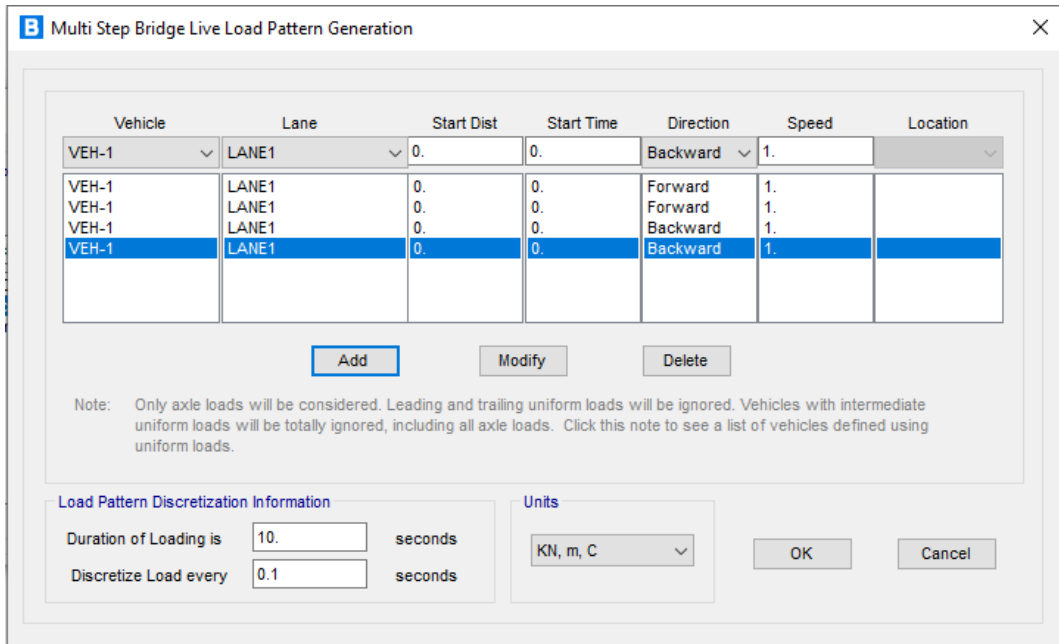 B Multi Step Bridge Live Load Pattern Generation
Vehicle Lane Start Dist Start Time Direction Speed Location
VEH-1 LANE1 0. 0. Backward 1.
VEH-1 LANE1 0. 0. Forward 1.
VEH-1 LANE1 0. 0. Forward 1.
VEH-1 LANE1 0. 0. Backward 1.
VEH-1 LANE1 0. 0. Backward 1.
Add Modify Delete
Note: Only axle loads will be considered. Leading and trailing uniform loads will be ignored. Vehicles with intermediate
uniform loads will be totally ignored, including all axle loads. Click this note to see a list of vehicles defined using
uniform loads.
Load Pattern Discretization Information
Duration of Loading is 10. seconds
Discretize Load every 0.1 seconds
Units
KN, m, C
OK Cancel